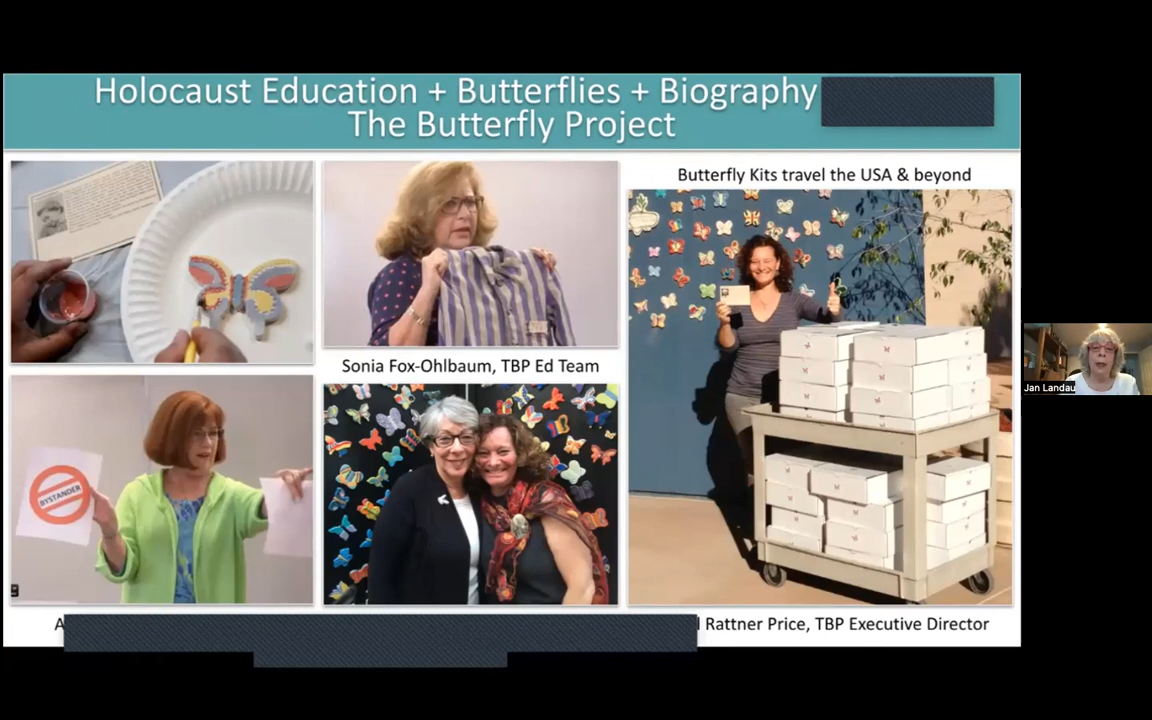 Holocaust Education + Butterflies + Biography
The Butterfly Project
Butterfly Kits travel the USA & beyond
Sonia Fox-Ohlbaum, TBP Ed Team
BYSTANDER
Jan Landau
A
Rattner Price, TBP Executive Director